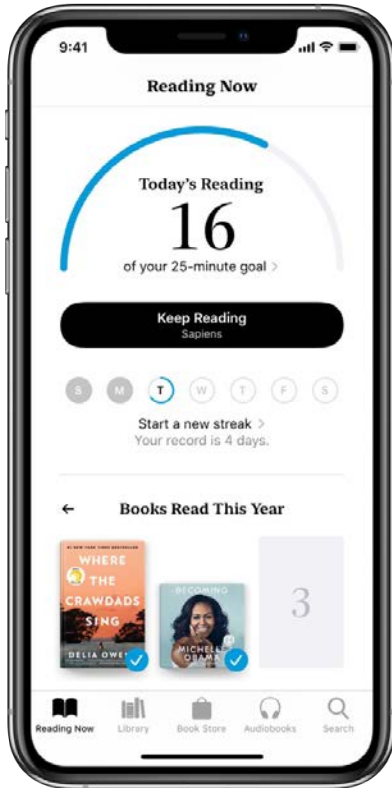 9:41
Reading Now
Today's Reading
16
of your 25-minute goal >
Keep Reading
Sapiens
S M T W T F S
Start a new streak >
Your record is 4 days.
← Books Read This Year
#1 NEW YORK TIMES BESTSELLER
WHERE
THE
CRAWDADS
SING
DELIA OWENS
BECOMING
MICHELLE
OBAMA
3
Reading Now Library Book Store Audiobooks Search